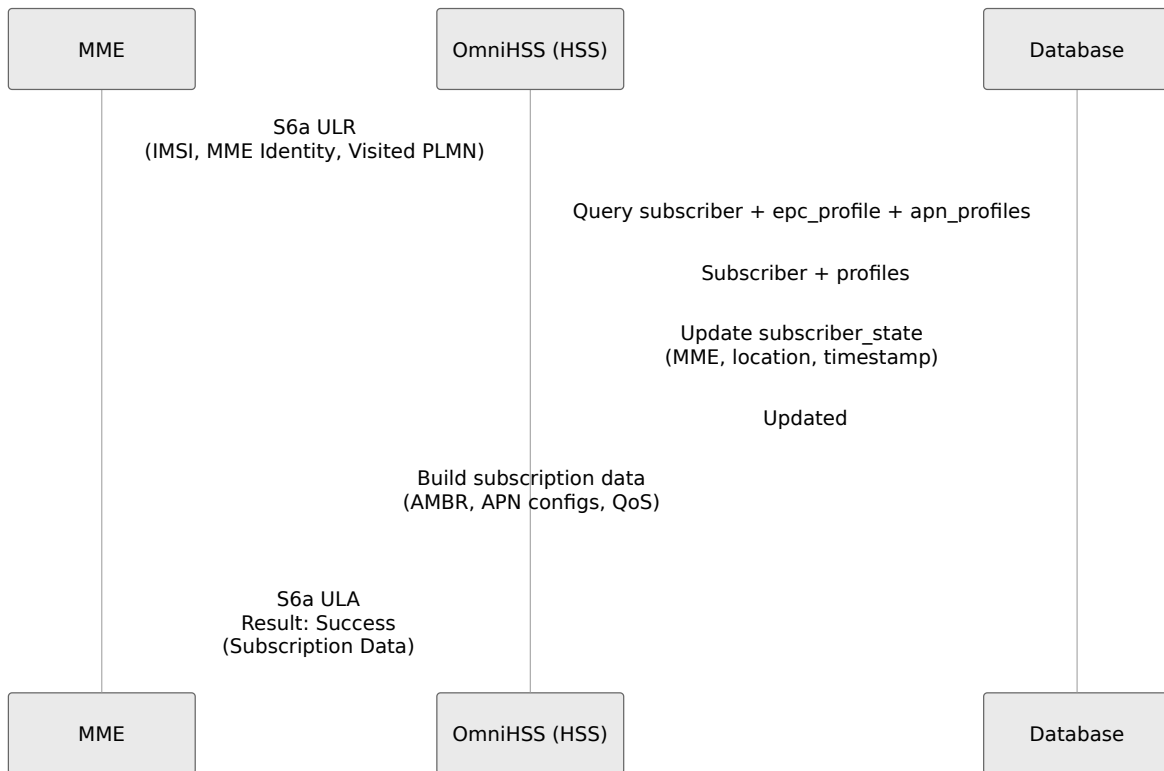 MME
OmniHSS (HSS)
Database
S6a ULR
(IMSI, MME Identity, Visited PLMN)
Query subscriber + epc_profile + apn_profiles
Subscriber + profiles
Update subscriber_state
(MME, location, timestamp)
Updated
Build subscription data
(AMBR, APN configs, QoS)
S6a ULA
Result: Success
(Subscription Data)
MME
OmniHSS (HSS)
Database